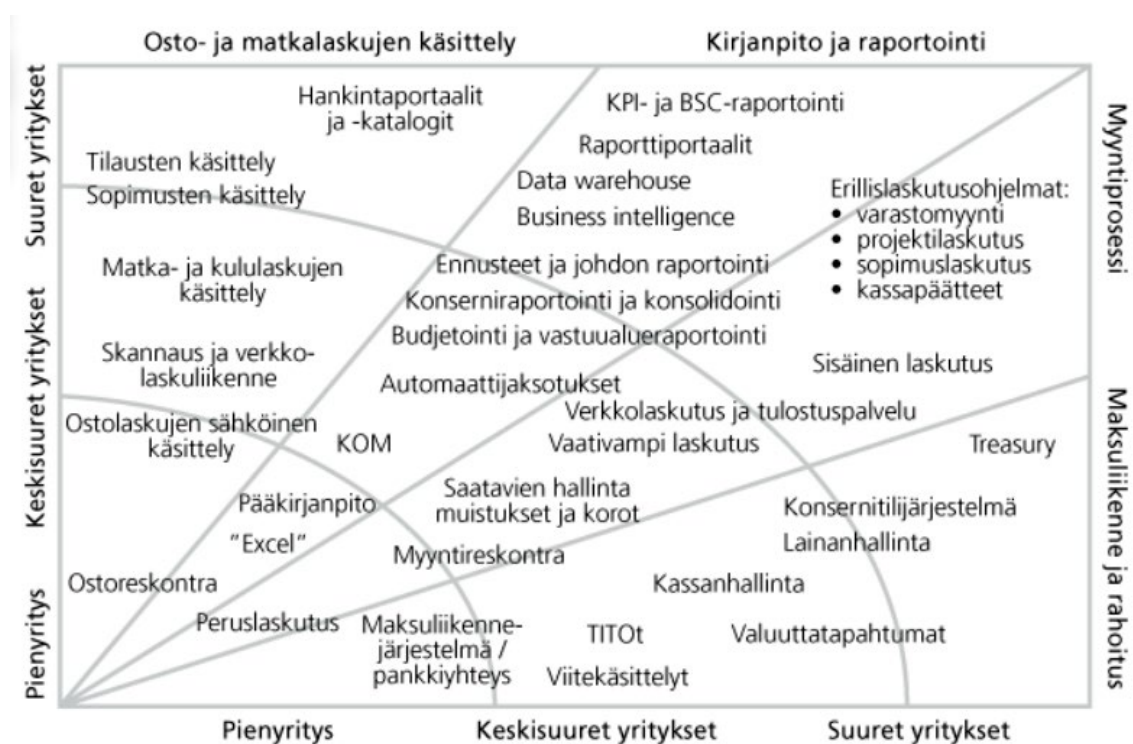 Osto- ja matkalaskujen käsittely
Kirjanpito ja raportointi
Suuret yritykset
Keskisuuret yritykset
Pienyritys
Hankintaportaalit
ja -katalogit
Tilausten käsittely
Sopimusten käsittely
Matka- ja kululaskujen
käsittely
Skannaus ja verkko-
laskuliikenne
Ostolaskujen sähköinen
käsittely
Ostoreskontra
KPI- ja BSC-raportointi
Raporttiportaalit
Data warehouse
Business intelligence
Ennusteet ja johdon raportointi
Konserniraportointi ja konsolidointi
Budjetointi ja vastuualueraportointi
Automaattijaksotukset
KOM
Pääkirjanpito
"Excel"
Erillislaskutusohjelmat:
• varastomyynti
• projektilaskutus
• sopimuslaskutus
• kassapäätteet
Sisäinen laskutus
Verkkolaskutus ja tulostuspalvelu
Vaativampi laskutus
Saatavien hallinta
muistukset ja korot
Myyntireskontra
Peruslaskutus
Treasury
Konsernitilijärjestelmä
Lainanhallinta
Kassanhallinta
Maksuliikenne-
järjestelmä /
pankkiyhteys
TITOt
Valuuttatapahtumat
Viitekäsittelyt
Myyntiprosessi
Maksuliikenne ja rahoitus
Pienyritys
Keskisuuret yritykset
Suuret yritykset